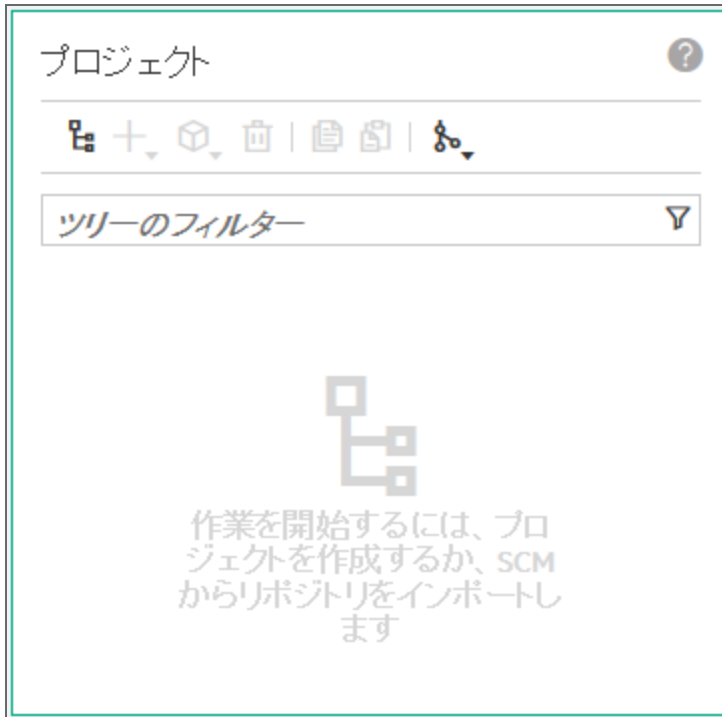 プロジェクト
ツリーのフィルター
作業を開始するには、プロ
ジェクトを作成するか、SCM
からリポジトリをインポートし
ます